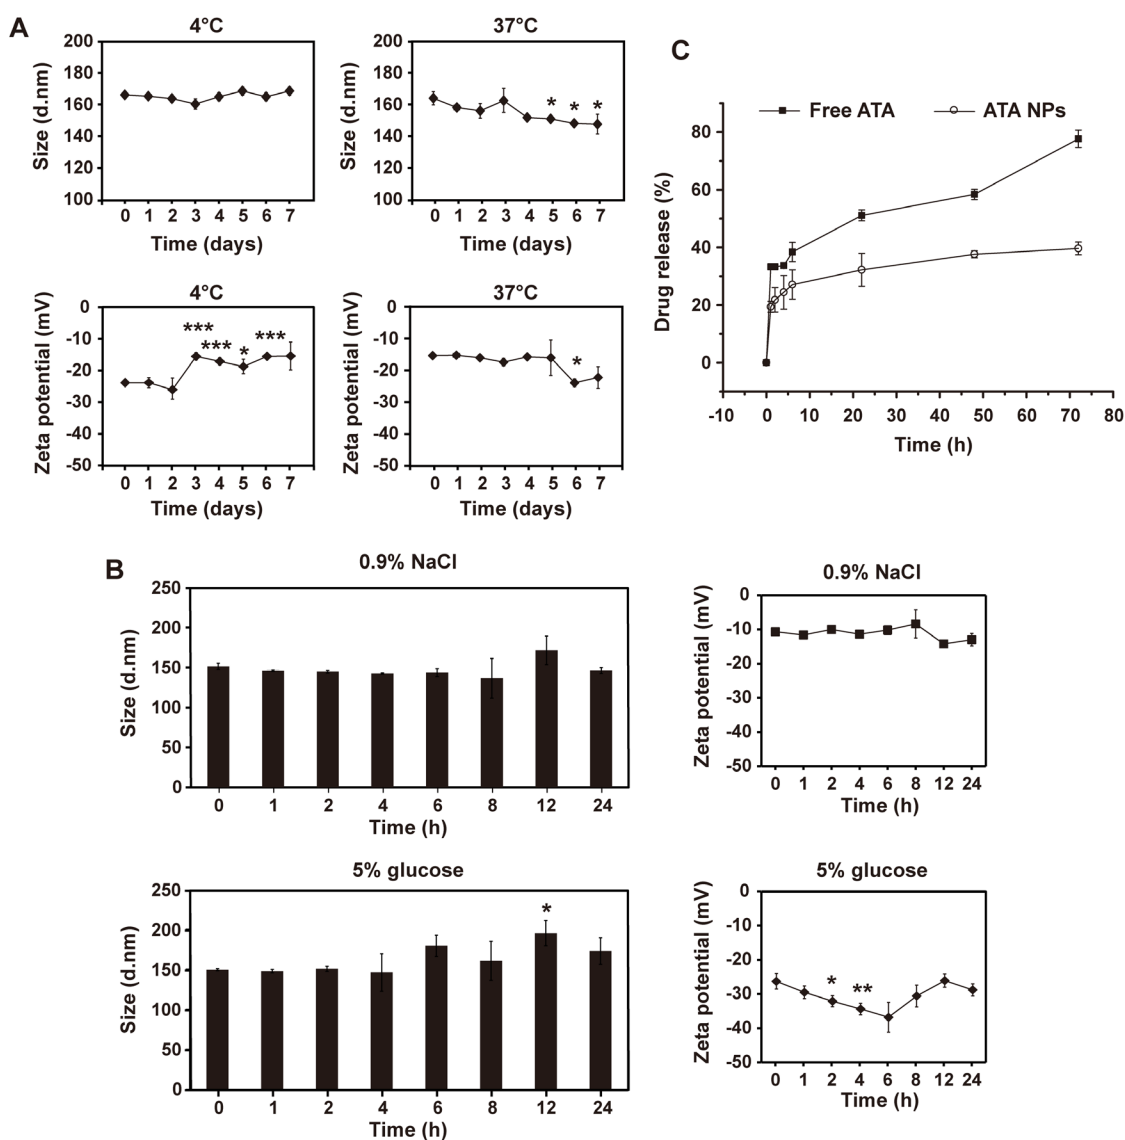 A
4°C
200
180
160
140
120
100
Size (d.nm)
0 1 2 3 4 5 6 7
Time (days)
37°C
200
180
160
140
120
100
Size (d.nm)
* * *
0 1 2 3 4 5 6 7
Time (days)
4°C
0
-10
-20
-30
-40
-50
Zeta potential (mV)
*** *** * ***
0 1 2 3 4 5 6 7
Time (days)
37°C
0
-10
-20
-30
-40
-50
Zeta potential (mV)
*
0 1 2 3 4 5 6 7
Time (days)
C
Free ATA ATA NPs
80
60
40
20
0
Drug release (%)
-10 0 10 20 30 40 50 60 70 80
Time (h)
B
0.9% NaCl
250
200
150
100
50
0
Size (d.nm)
0 1 2 4 6 8 12 24
Time (h)
0.9% NaCl
0
-10
-20
-30
-40
-50
Zeta potential (mV)
0 1 2 4 6 8 12 24
Time (h)
5% glucose
250
200
150
100
50
0
Size (d.nm)
*
0 1 2 4 6 8 12 24
Time (h)
5% glucose
0
-10
-20
-30
-40
-50
Zeta potential (mV)
* **
0 1 2 4 6 8 12 24
Time (h)